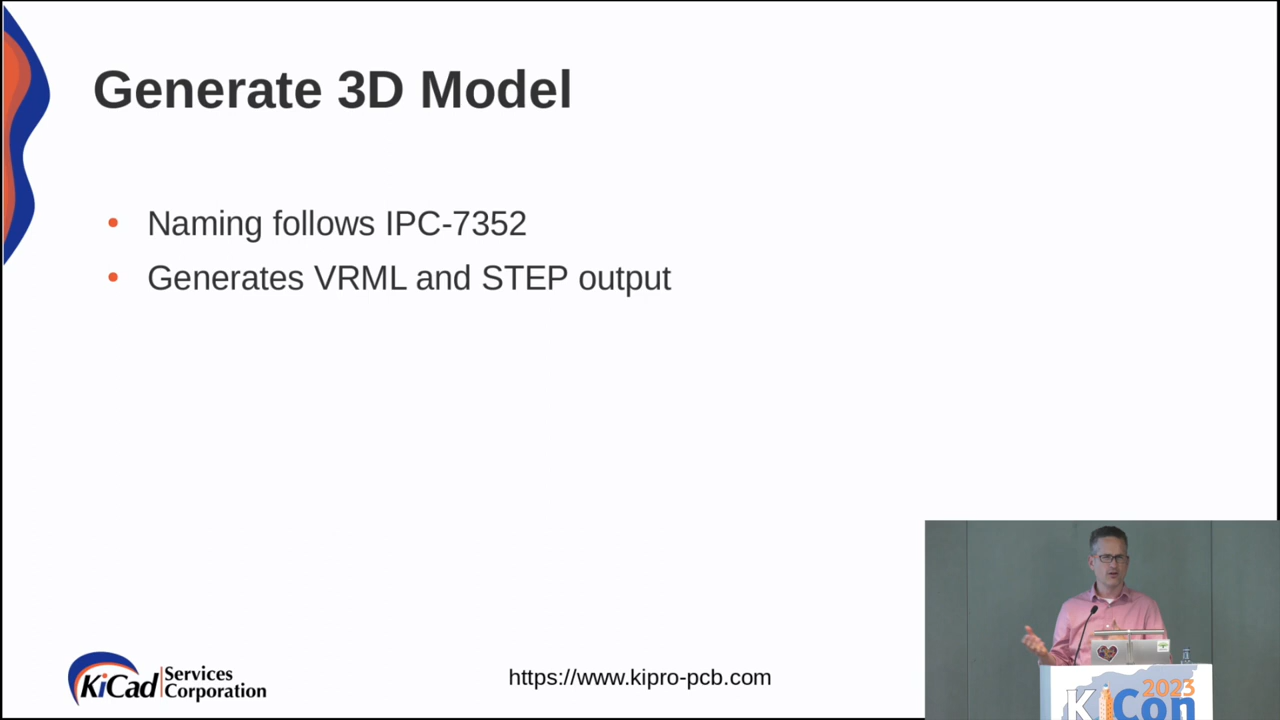 Generate 3D Model
• Naming follows IPC-7352
• Generates VRML and STEP output
KiCad Services Corporation
https://www.kipro-pcb.com
2023
KiCon